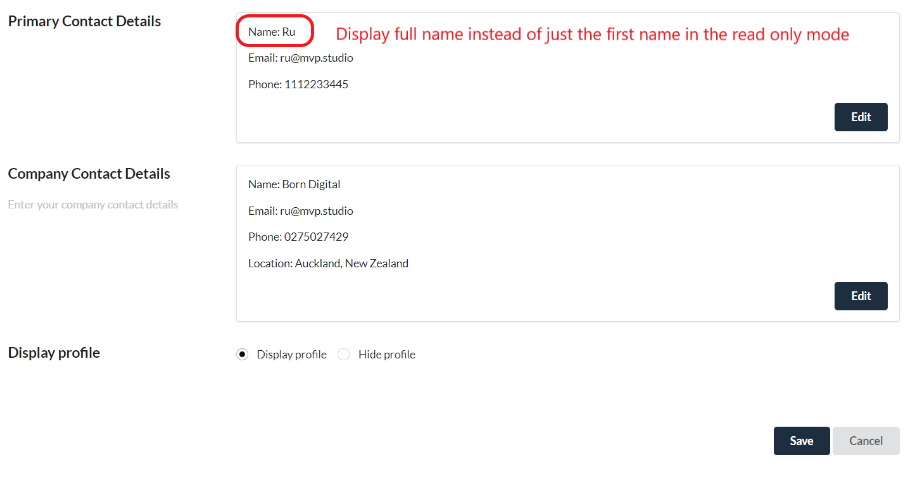 Primary Contact Details
Name: Ru
Display full name instead of just the first name in the read only mode
Email: ru@mvp.studio
Phone: 1112233445
Edit
Company Contact Details
Enter your company contact details
Name: Born Digital
Email: ru@mvp.studio
Phone: 0275027429
Location: Auckland, New Zealand
Edit
Display profile
Display profile
Hide profile
Save
Cancel